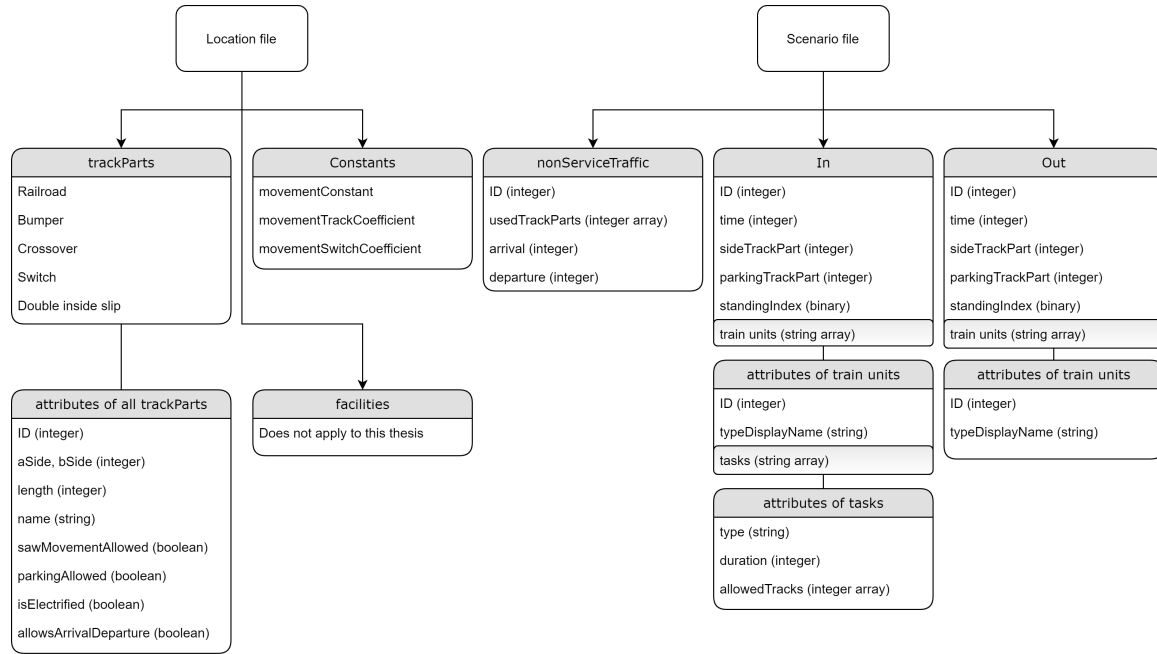 Location file
Scenario file
trackParts
Railroad
Bumper
Crossover
Switch
Double inside slip
Constants
movementConstant
movementTrackCoefficient
movementSwitchCoefficient
nonServiceTraffic
ID (integer)
usedTrackParts (integer array)
arrival (integer)
departure (integer)
In
ID (integer)
time (integer)
sideTrackPart (integer)
parkingTrackPart (integer)
standingIndex (binary)
train units (string array)
Out
ID (integer)
time (integer)
sideTrackPart (integer)
parkingTrackPart (integer)
standingIndex (binary)
train units (string array)
attributes of all trackParts
ID (integer)
aSide, bSide (integer)
length (integer)
name (string)
sawMovementAllowed (boolean)
parkingAllowed (boolean)
isElectrified (boolean)
allowsArrivalDeparture (boolean)
facilities
Does not apply to this thesis
attributes of train units
ID (integer)
typeDisplayName (string)
tasks (string array)
attributes of train units
ID (integer)
typeDisplayName (string)
attributes of tasks
type (string)
duration (integer)
allowedTracks (integer array)